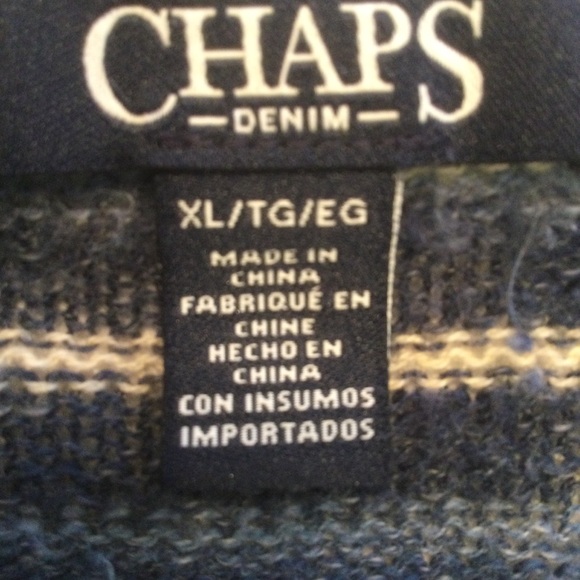 CHAPS
DENIM
XL/TG/EG
MADE IN
CHINA
FABRIQUÉ EN
CHINE
HECHO EN
CHINA
CON INSUMOS
IMPORTADOS